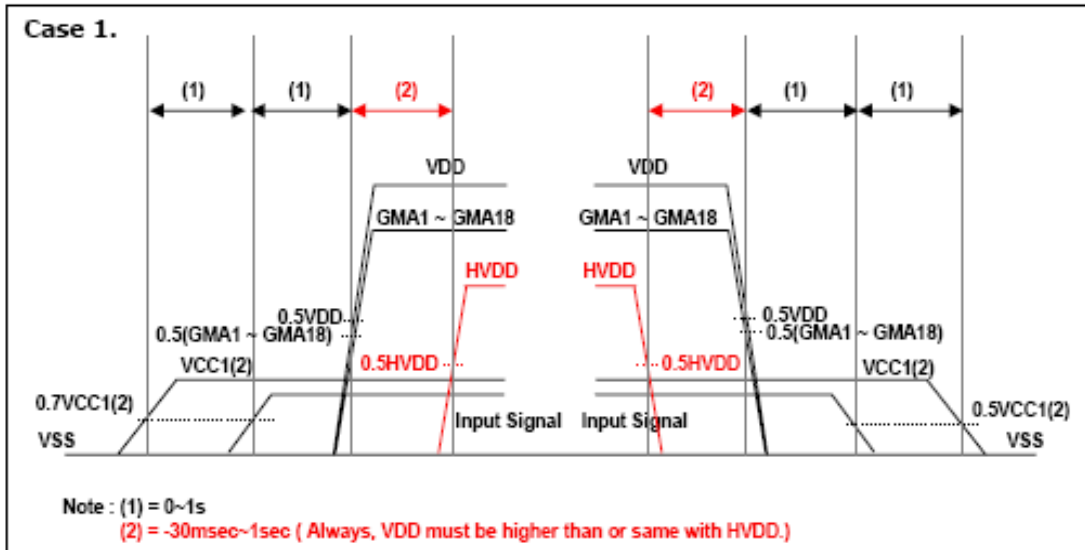 Case 1.
(1) (1) (2) (2) (1) (1)
VDD VDD
GMA1 ~ GMA18 GMA1 ~ GMA18
HVDD HVDD
0.5VDD 0.5VDD
0.5(GMA1 ~ GMA18) 0.5(GMA1 ~ GMA18)
VCC1(2) 0.5HVDD 0.5HVDD VCC1(2)
0.7VCC1(2) Input Signal Input Signal 0.5VCC1(2)
VSS VSS
Note : (1) = 0~1s
(2) = -30msec~1sec ( Always, VDD must be higher than or same with HVDD.)